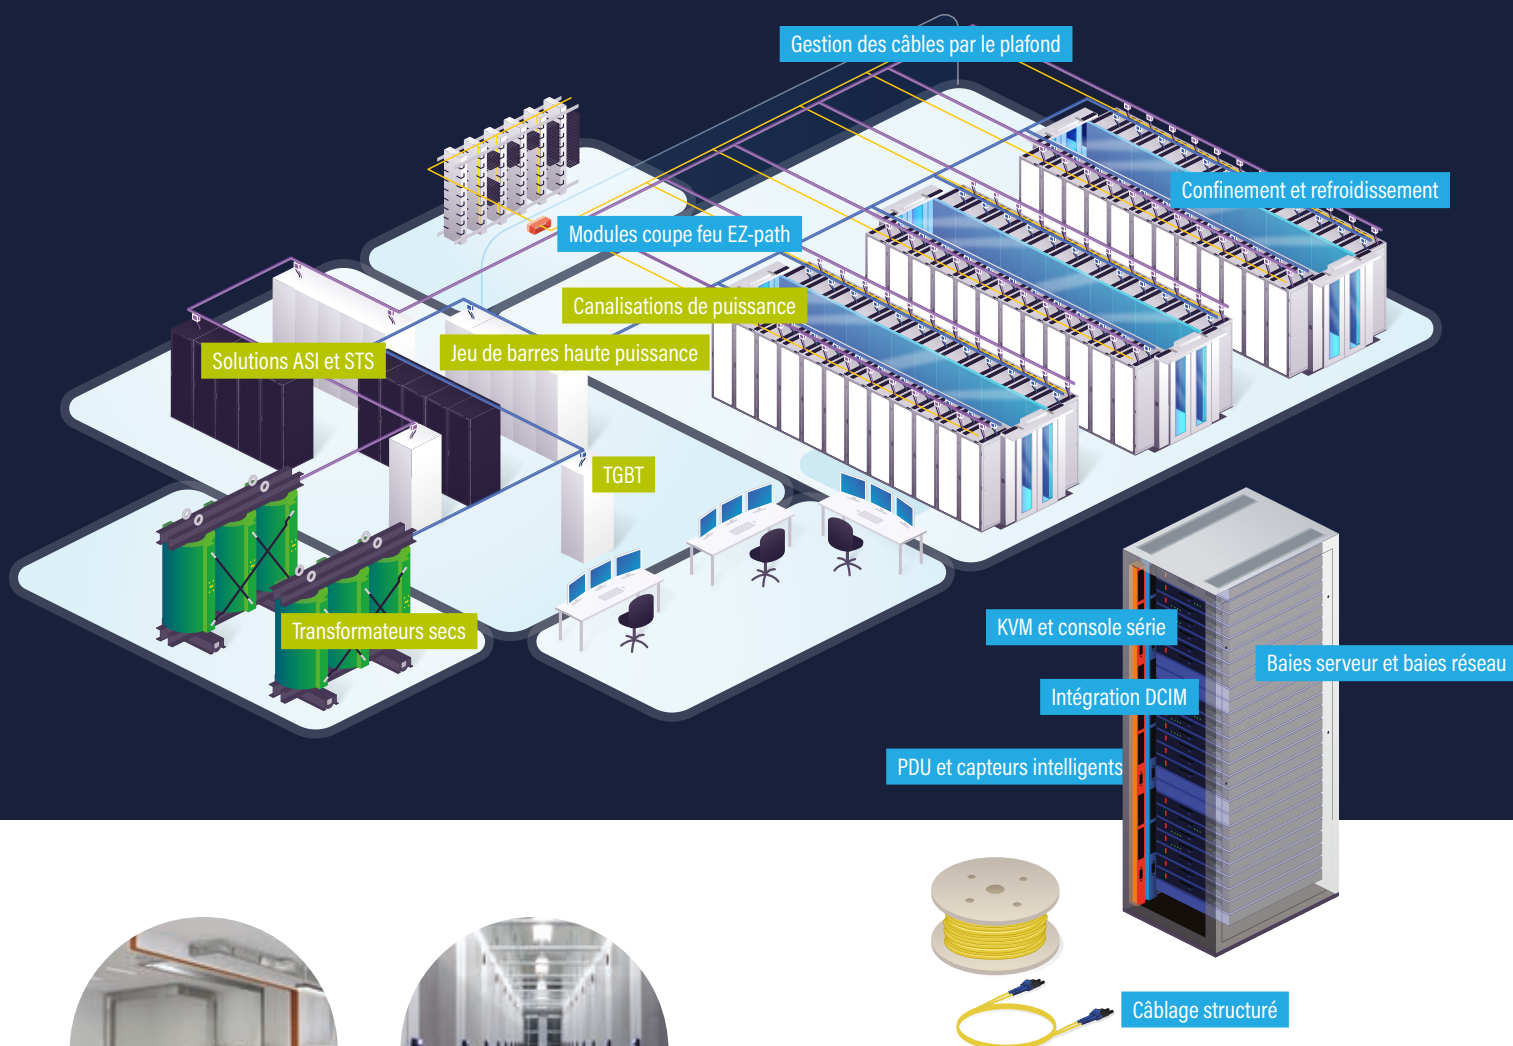 Gestion des câbles par le plafond
Confinement et refroidissement
Modules coupe feu EZ-path
Canalisations de puissance
Jeu de barres haute puissance
Solutions ASI et STS
TGBT
Transformateurs secs
KVM et console série
Baies serveur et baies réseau
Intégration DCIM
PDU et capteurs intelligents
Câblage structuré